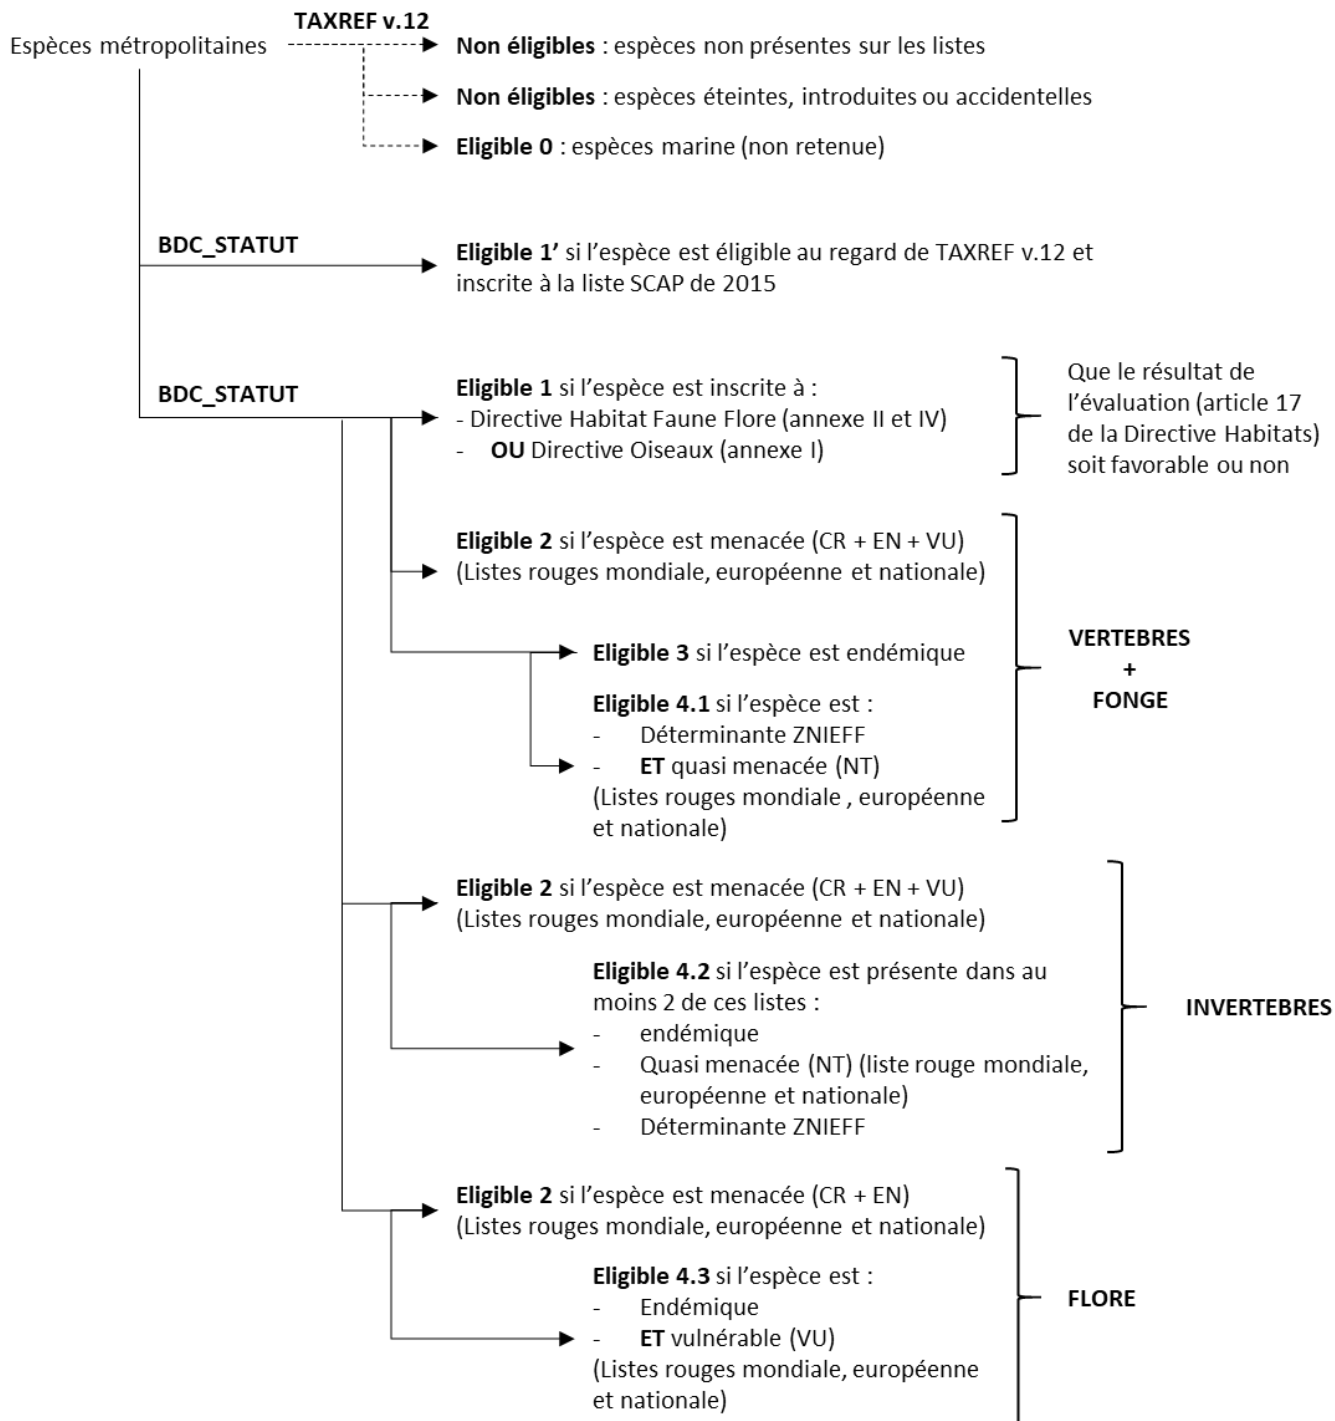 TAXREF v.12
Espèces métropolitaines
Non éligibles : espèces non présentes sur les listes
Non éligibles : espèces éteintes, introduites ou accidentelles
Eligible 0 : espèces marine (non retenue)
BDC_STATUT
Eligible 1’ si l’espèce est éligible au regard de TAXREF v.12 et
inscrite à la liste SCAP de 2015
BDC_STATUT
Eligible 1 si l’espèce est inscrite à :
- Directive Habitat Faune Flore (annexe II et IV)
- OU Directive Oiseaux (annexe I)
Que le résultat de
l’évaluation (article 17
de la Directive Habitats)
soit favorable ou non
Eligible 2 si l’espèce est menacée (CR + EN + VU)
(Listes rouges mondiale, européenne et nationale)
Eligible 3 si l’espèce est endémique
Eligible 4.1 si l’espèce est :
- Déterminante ZNIEFF
- ET quasi menacée (NT)
(Listes rouges mondiale , européenne
et nationale)
VERTEBRES
+
FONGE
Eligible 2 si l’espèce est menacée (CR + EN + VU)
(Listes rouges mondiale, européenne et nationale)
Eligible 4.2 si l’espèce est présente dans au
moins 2 de ces listes :
- endémique
- Quasi menacée (NT) (liste rouge mondiale,
européenne et nationale)
- Déterminante ZNIEFF
INVERTEBRES
Eligible 2 si l’espèce est menacée (CR + EN)
(Listes rouges mondiale, européenne et nationale)
Eligible 4.3 si l’espèce est :
- Endémique
- ET vulnérable (VU)
(Listes rouges mondiale, européenne
et nationale)
FLORE